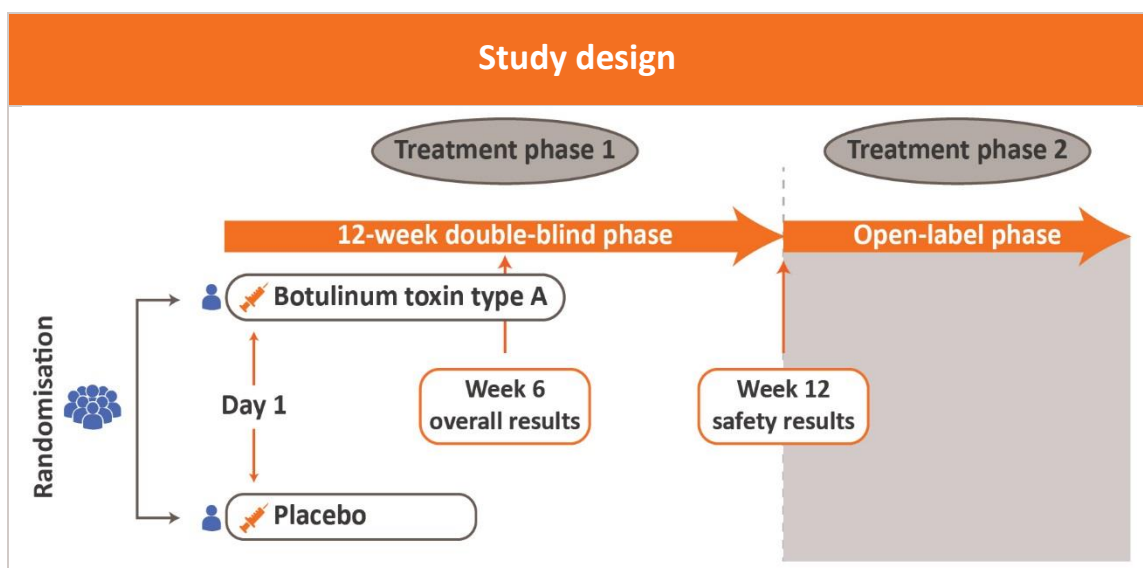 Study design
Treatment phase 1
Treatment phase 2
12-week double-blind phase
Open-label phase
Randomisation
Botulinum toxin type A
Day 1
Week 6
overall results
Week 12
safety results
Placebo